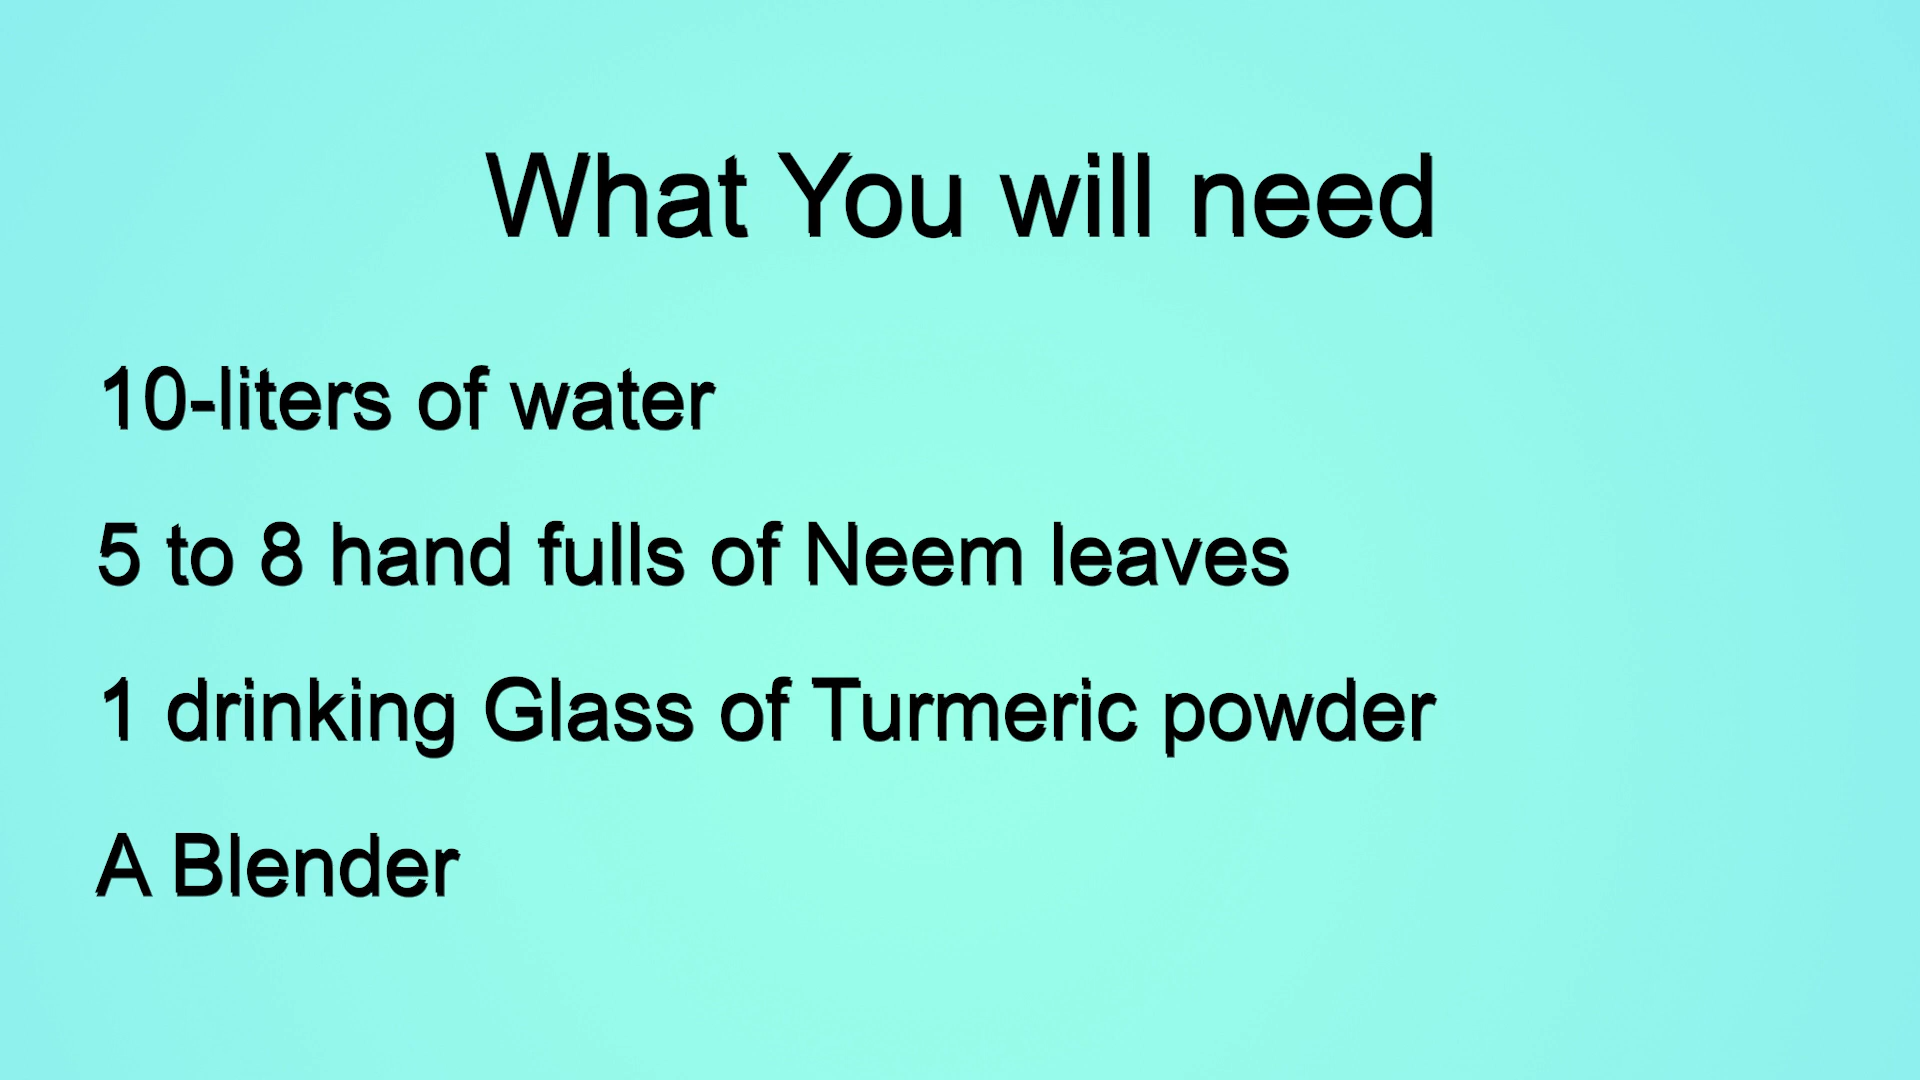 What You will need
10-liters of water
5 to 8 hand fulls of Neem leaves
1 drinking Glass of Turmeric powder
A Blender